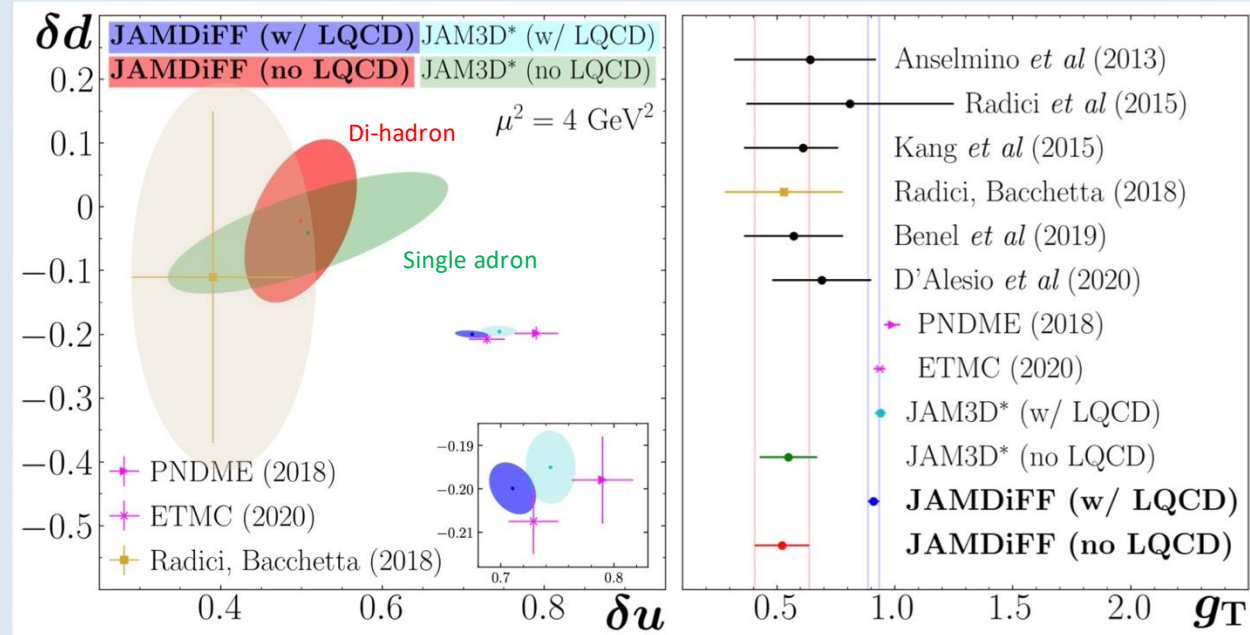 δd
JAMDiFF (w/ LQCD) JAM3D* (w/ LQCD)
JAMDiFF (no LQCD) JAM3D* (no LQCD)
μ² = 4 GeV²
Di-hadron
Single adron
0.2
0.1
0
−0.1
−0.2
−0.3
−0.4
−0.5
PNDME (2018)
ETMC (2020)
Radici, Bacchetta (2018)
−0.19
−0.20
−0.21
0.7 0.8
0.4 0.6 0.8 δu
Anselmino et al (2013)
Radici et al (2015)
Kang et al (2015)
Radici, Bacchetta (2018)
Benel et al (2019)
D'Alesio et al (2020)
PNDME (2018)
ETMC (2020)
JAM3D* (w/ LQCD)
JAM3D* (no LQCD)
JAMDiFF (w/ LQCD)
JAMDiFF (no LQCD)
0.5 1.0 2.0 gT